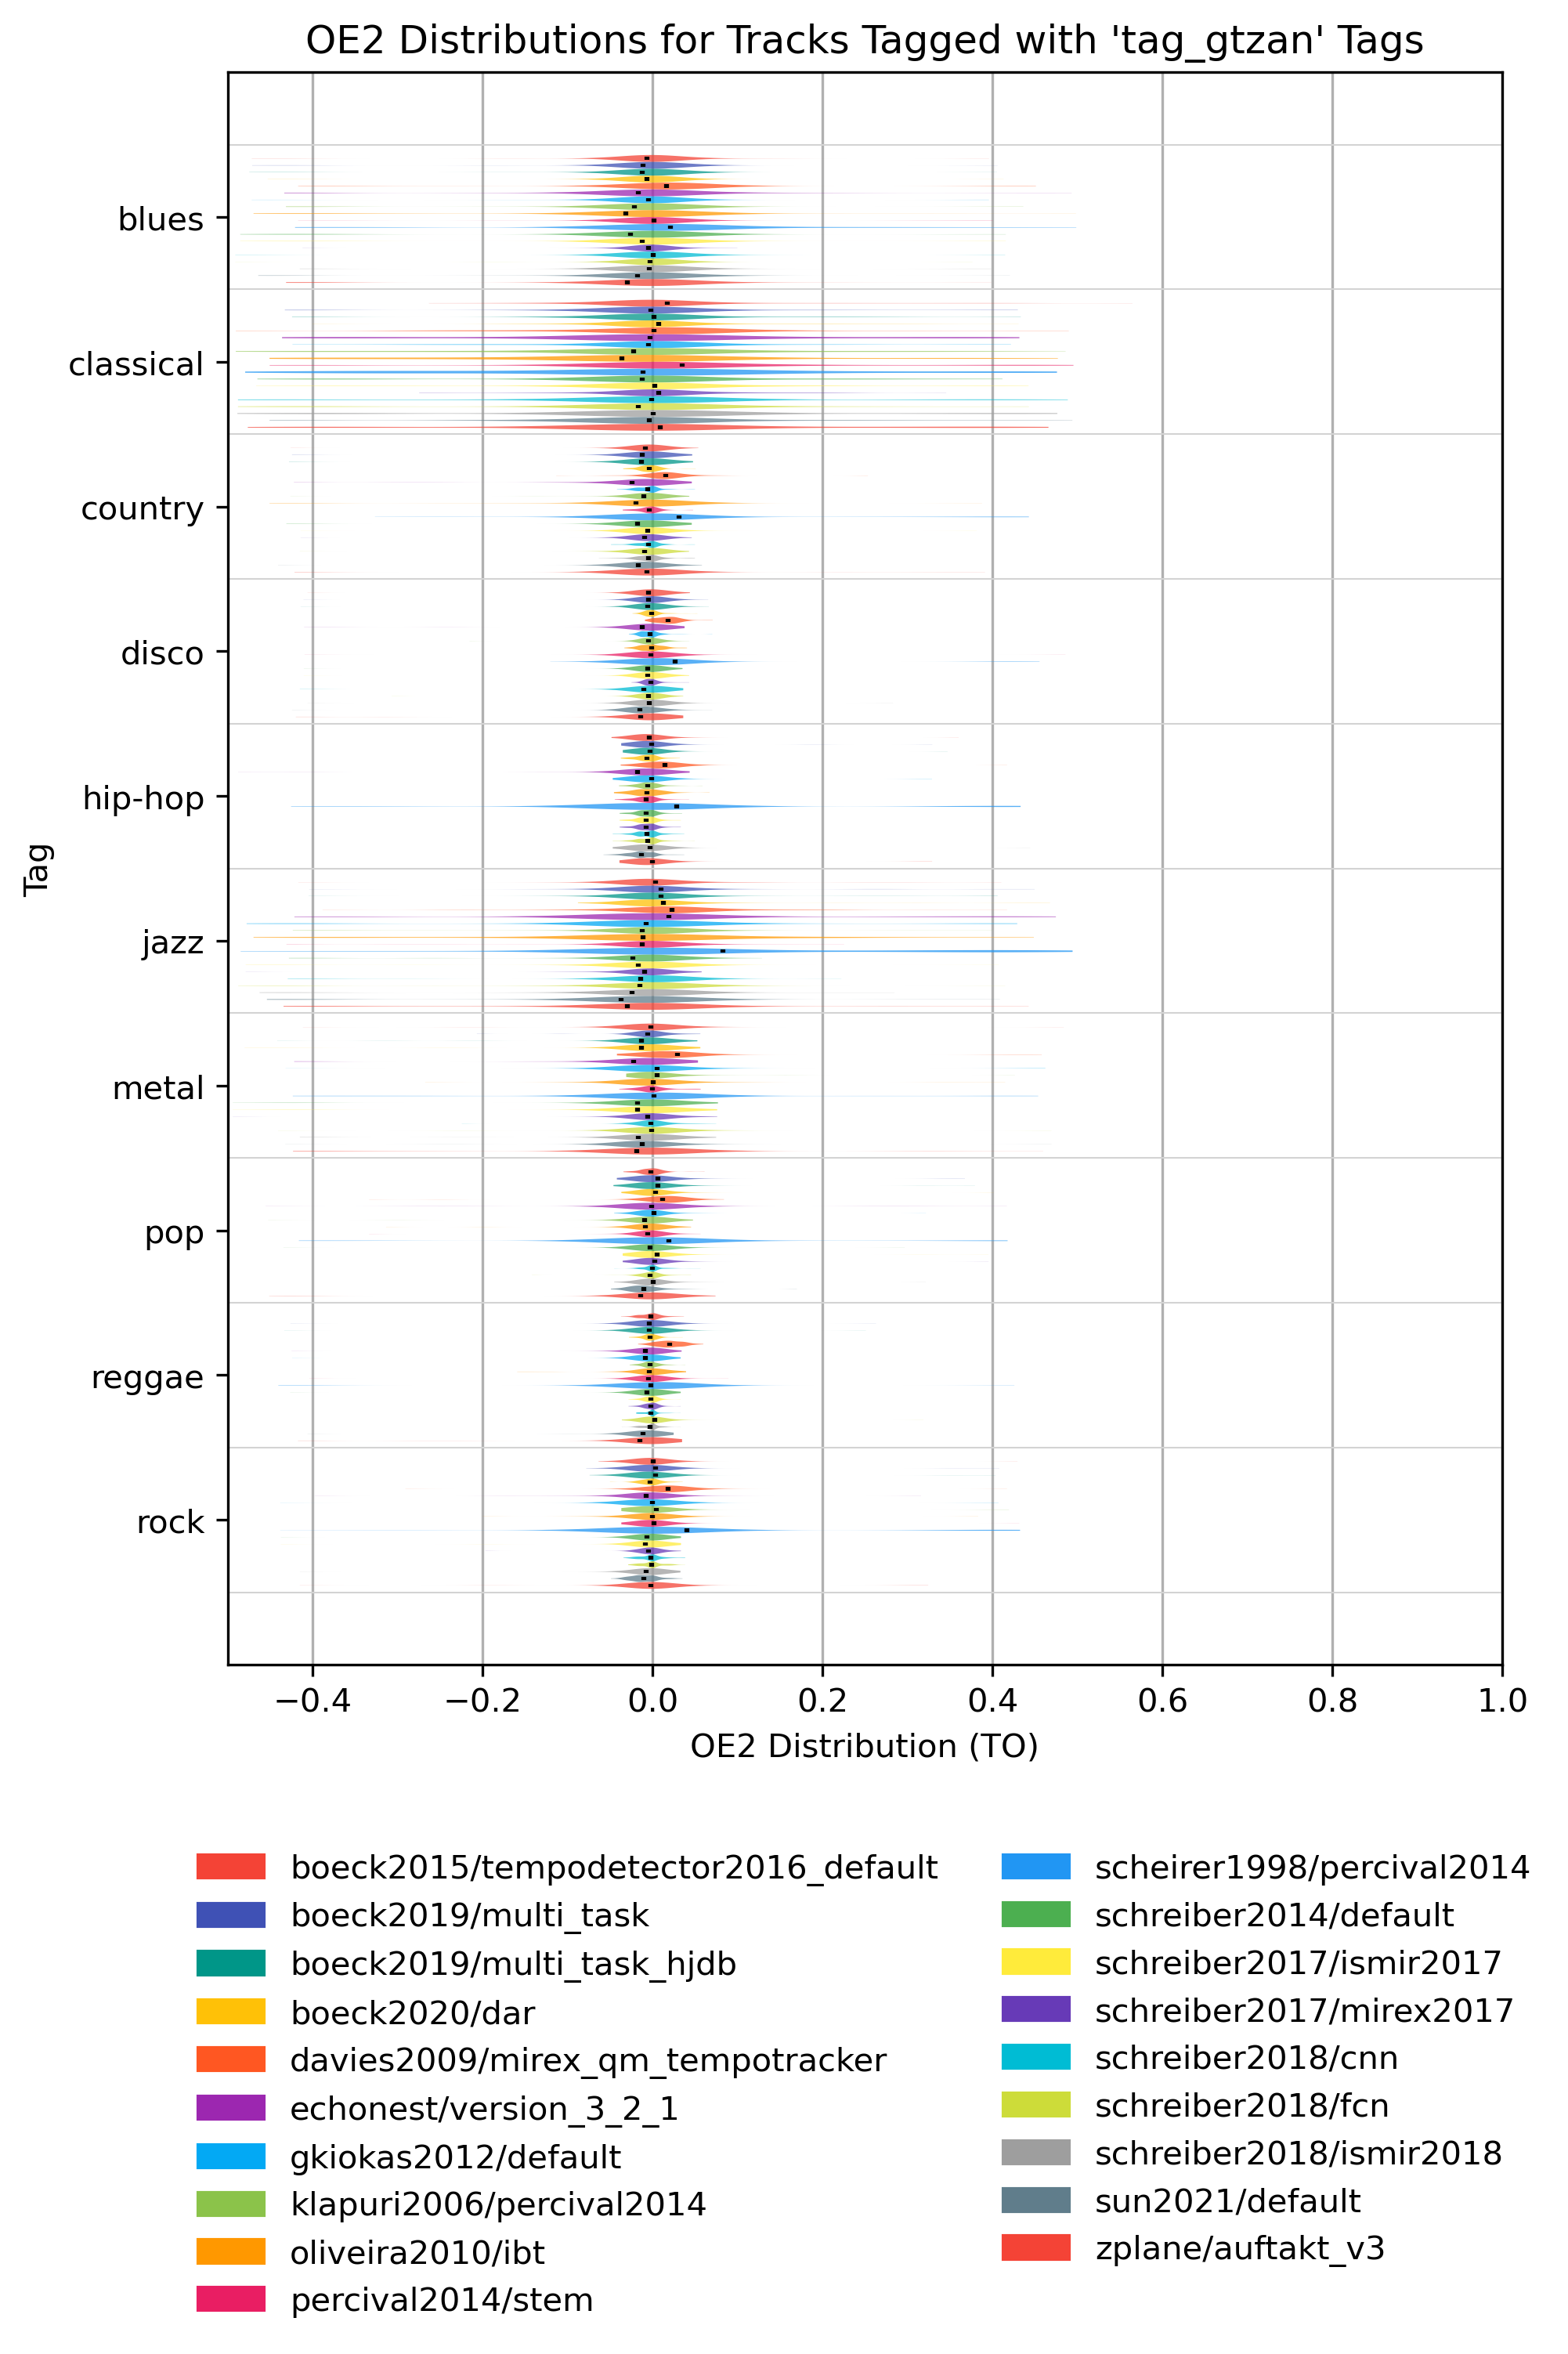 OE2 Distributions for Tracks Tagged with 'tag_gtzan' Tags
blues
classical
country
disco
hip-hop
jazz
metal
pop
reggae
rock
Tag
−0.4 −0.2 0.0 0.2 0.4 0.6 0.8 1.0
OE2 Distribution (TO)
boeck2015/tempodetector2016_default
boeck2019/multi_task
boeck2019/multi_task_hjdb
boeck2020/dar
davies2009/mirex_qm_tempotracker
echonest/version_3_2_1
gkiokas2012/default
klapuri2006/percival2014
oliveira2010/ibt
percival2014/stem
scheirer1998/percival2014
schreiber2014/default
schreiber2017/ismir2017
schreiber2017/mirex2017
schreiber2018/cnn
schreiber2018/fcn
schreiber2018/ismir2018
sun2021/default
zplane/auftakt_v3